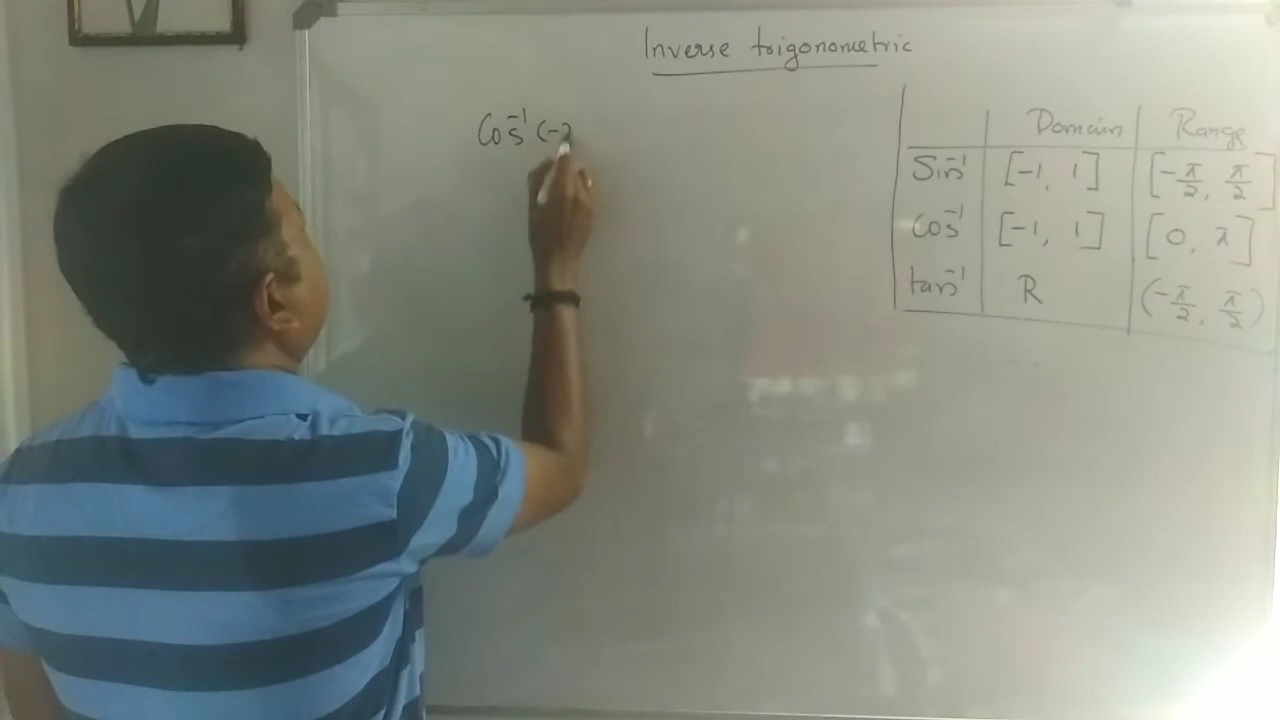 Inverse trigonometric
Cos⁻¹ (-
Domain Range
Sin⁻¹ [-1, 1] [-π/2, π/2]
Cos⁻¹ [-1, 1] [0, π]
tan⁻¹ R (-π/2, π/2)